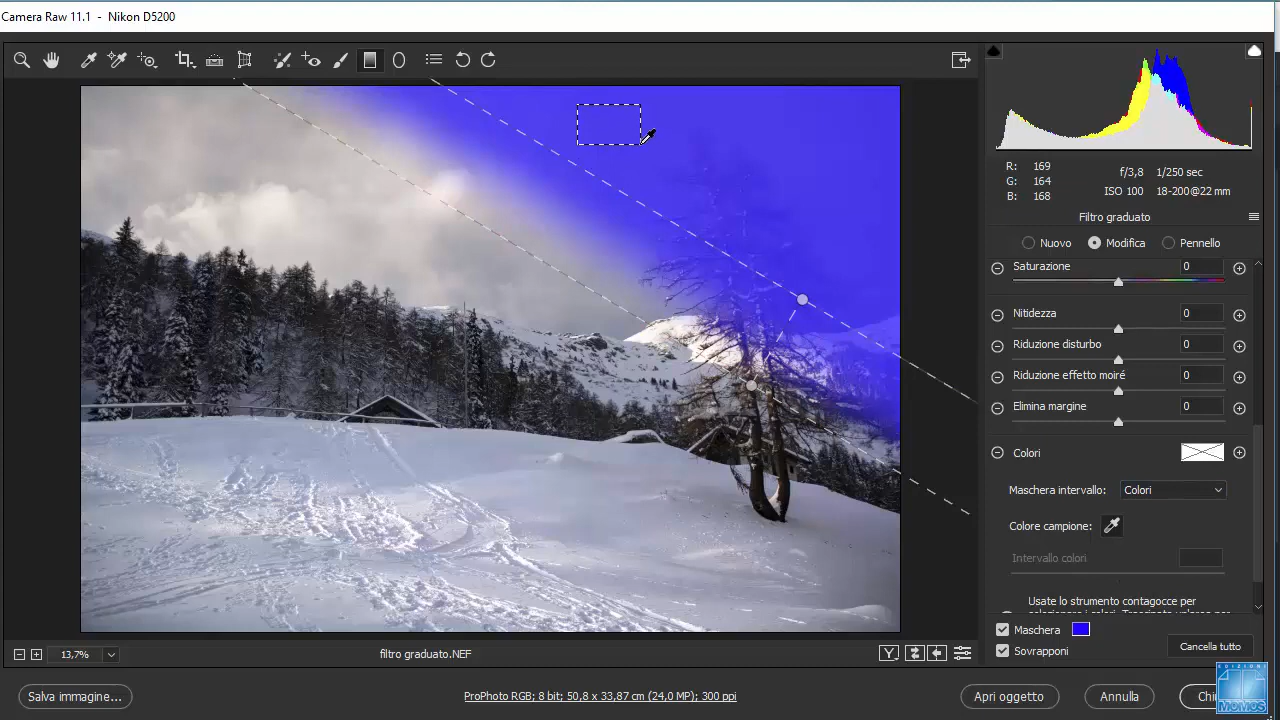 Camera Raw 11.1 - Nikon D5200
R: 169
G: 164
B: 168
f/3,8 1/250 sec
ISO 100 18-200@22 mm
Filtro graduato
Nuovo Modifica Pennello
Saturazione 0
Nitidezza 0
Riduzione disturbo 0
Riduzione effetto moiré 0
Elimina margine 0
Colori
Maschera intervallo: Colori
Colore campione:
Intervallo colori
Usate lo strumento contagocce per
Maschera
Sovrapponi
Cancella tutto
13,7%
filtro graduato.NEF
Y
Salva immagine...
ProPhoto RGB; 8 bit; 50,8 x 33,87 cm (24,0 MP); 300 ppi
Apri oggetto
Annulla
Chi
EDIZIONI
MOMOS